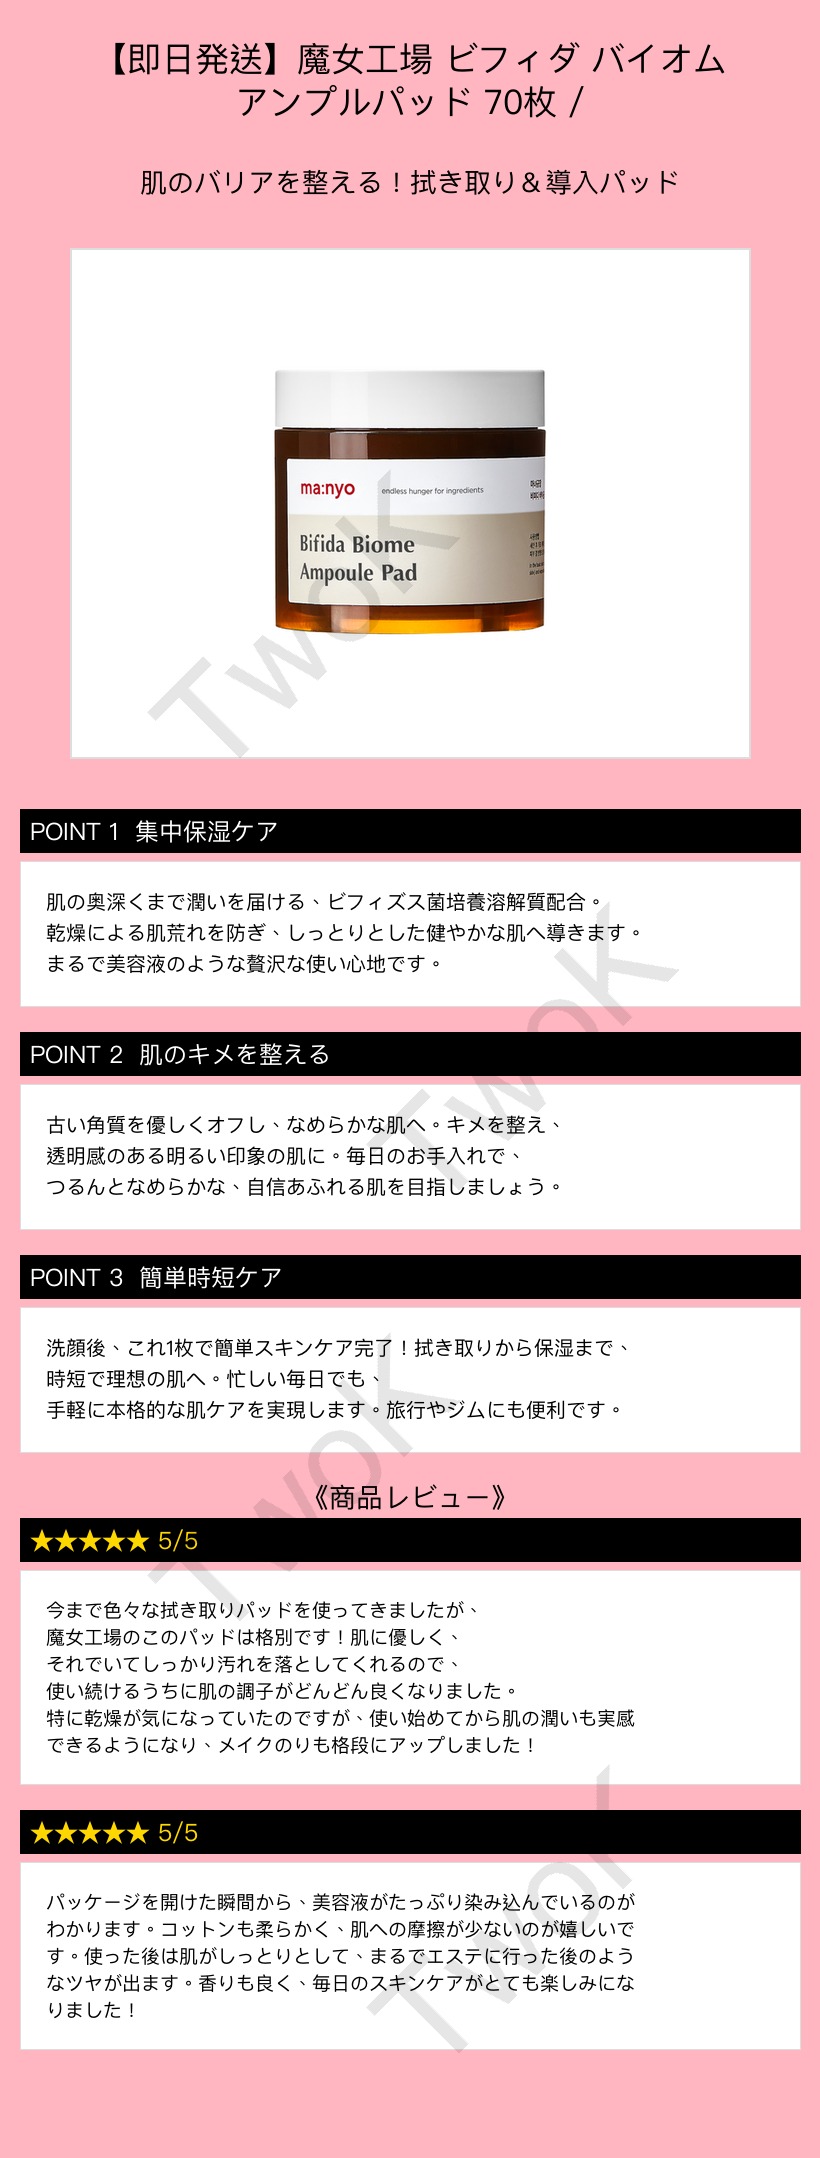 【即日発送】魔女工場 ビフィダ バイオム
アンプルパッド 70枚 /
肌のバリアを整える！拭き取り＆導入パッド
ma:nyo
endless hunger for ingredients
Bifida Biome
Ampoule Pad
TwoK
POINT 1 集中保湿ケア
肌の奥深くまで潤いを届ける、ビフィズス菌培養溶解質配合。
乾燥による肌荒れを防ぎ、しっとりとした健やかな肌へ導きます。
まるで美容液のような贅沢な使い心地です。
TwoK
POINT 2 肌のキメを整える
古い角質を優しくオフし、なめらかな肌へ。キメを整え、
透明感のある明るい印象の肌に。毎日のお手入れで、
つるんとなめらかな、自信あふれる肌を目指しましょう。
POINT 3 簡単時短ケア
洗顔後、これ1枚で簡単スキンケア完了！拭き取りから保湿まで、
時短で理想の肌へ。忙しい毎日でも、
手軽に本格的な肌ケアを実現します。旅行やジムにも便利です。
TwoK
《商品レビュー》
★★★★★ 5/5
今まで色々な拭き取りパッドを使ってきましたが、
魔女工場のこのパッドは格別です！肌に優しく、
それでいてしっかり汚れを落としてくれるので、
使い続けるうちに肌の調子がどんどん良くなりました。
特に乾燥が気になっていたのですが、使い始めてから肌の潤いも実感
できるようになり、メイクのりも格段にアップしました！
★★★★★ 5/5
パッケージを開けた瞬間から、美容液がたっぷり染み込んでいるのが
わかります。コットンも柔らかく、肌への摩擦が少ないのが嬉しいで
す。使った後は肌がしっとりとして、まるでエステに行った後のよう
なツヤが出ます。香りも良く、毎日のスキンケアがとても楽しみにな
りました！
TwoK